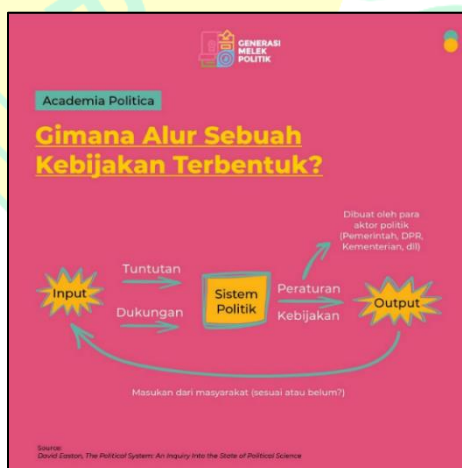 GENERASI
MELEK
POLITIK
Academia Politica
Gimana Alur Sebuah
Kebijakan Terbentuk?
Dibuat oleh para
aktor politik
(Pemerintah, DPR,
Kementerian, dll)
Tuntutan
Input
Dukungan
Sistem
Politik
Peraturan
Kebijakan
Output
Masukan dari masyarakat (sesuai atau belum?)
Source:
David Easton, The Political System: An Inquiry Into the State of Political Science